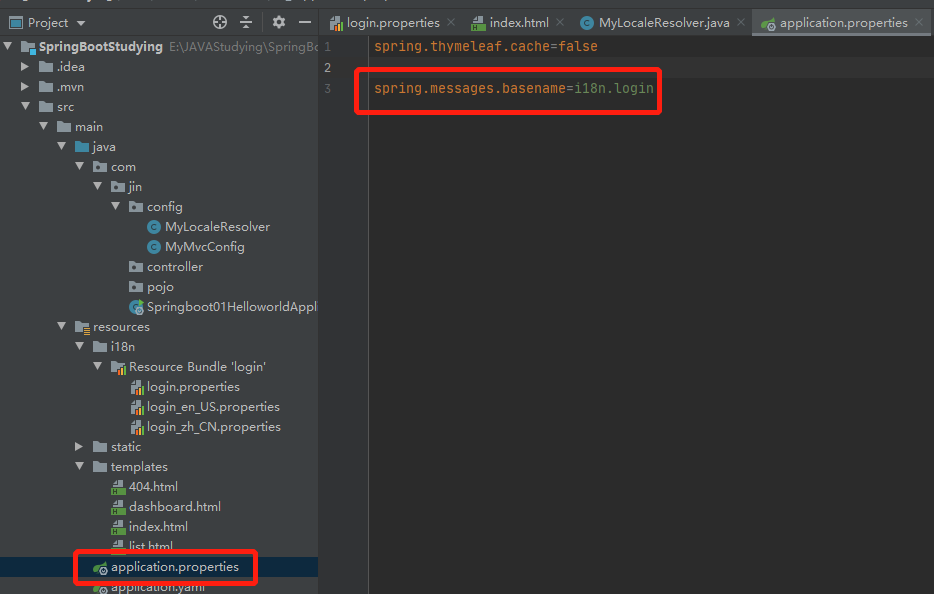 Project
SpringBootStudying E:\JAVAStudying\SpringBo
.idea
.mvn
src
main
java
com
jin
config
MyLocaleResolver
MyMvcConfig
controller
pojo
Springboot01HelloworldAppli
resources
i18n
Resource Bundle 'login'
login.properties
login_en_US.properties
login_zh_CN.properties
static
templates
404.html
dashboard.html
index.html
list.html
application.properties
application.yaml
login.properties index.html MyLocaleResolver.java application.properties
1 spring.thymeleaf.cache=false
2
3 spring.messages.basename=i18n.login